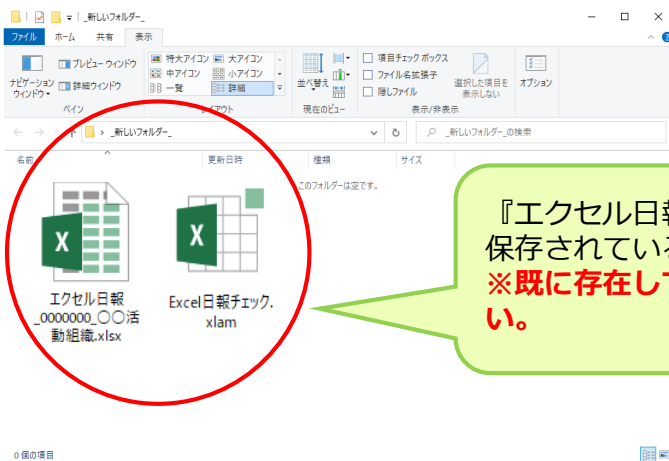 _新しいフォルダー_
ファイル ホーム 共有 表示
ナビゲーション
ウィンドウ
プレビュー ウィンドウ
詳細ウィンドウ
ペイン
特大アイコン 大アイコン
中アイコン 小アイコン
一覧 詳細
レイアウト
並べ替え
現在のビュー
項目チェック ボックス
ファイル名拡張子
隠しファイル
選択した項目を
表示しない
表示/非表示
オプション
_新しいフォルダー_
_新しいフォルダー_の検索
名前 更新日時 種類 サイズ
このフォルダーは空です。
エクセル日報
_0000000_〇〇活
動組織.xlsx
Excel日報チェック.
xlam
『エクセル日報
保存されている
※既に存在して
い。
0 個の項目